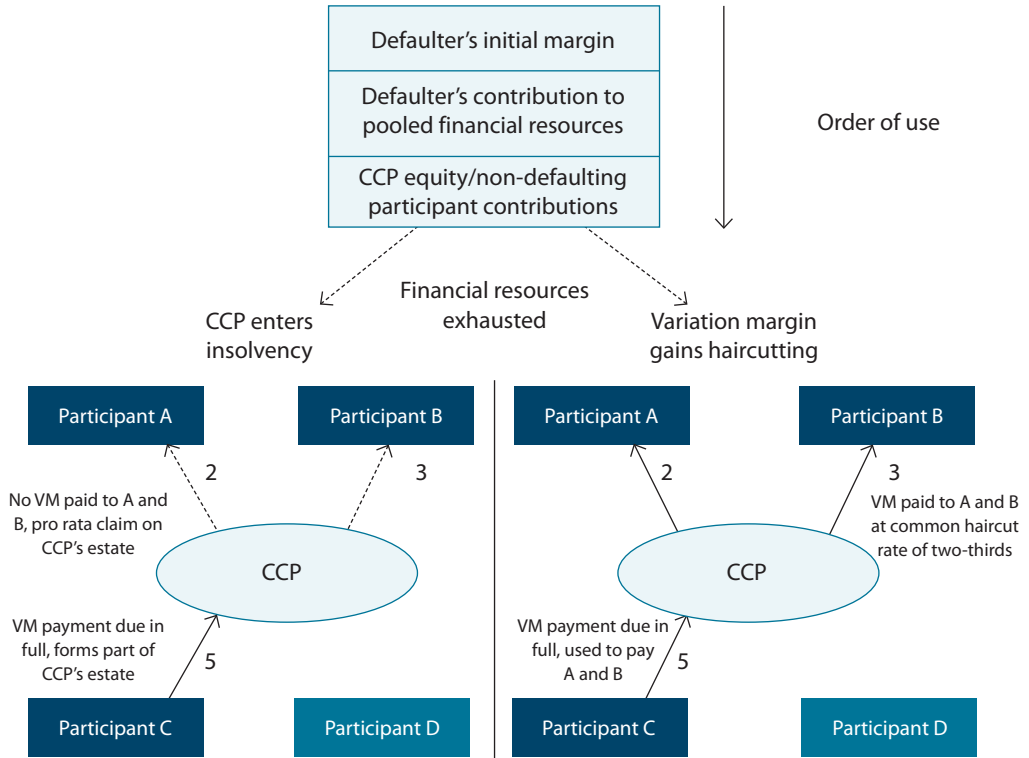 Defaulter’s initial margin
Defaulter’s contribution to
pooled financial resources
CCP equity/non-defaulting
participant contributions
Order of use
Financial resources
exhausted
CCP enters
insolvency
Variation margin
gains haircutting
Participant A
Participant B
2
3
No VM paid to A and
B, pro rata claim on
CCP’s estate
CCP
VM payment due in
full, forms part of
CCP’s estate
5
Participant C
Participant D
Participant A
Participant B
2
3
VM paid to A and B
at common haircut
rate of two-thirds
CCP
VM payment due in
full, used to pay
A and B
5
Participant C
Participant D